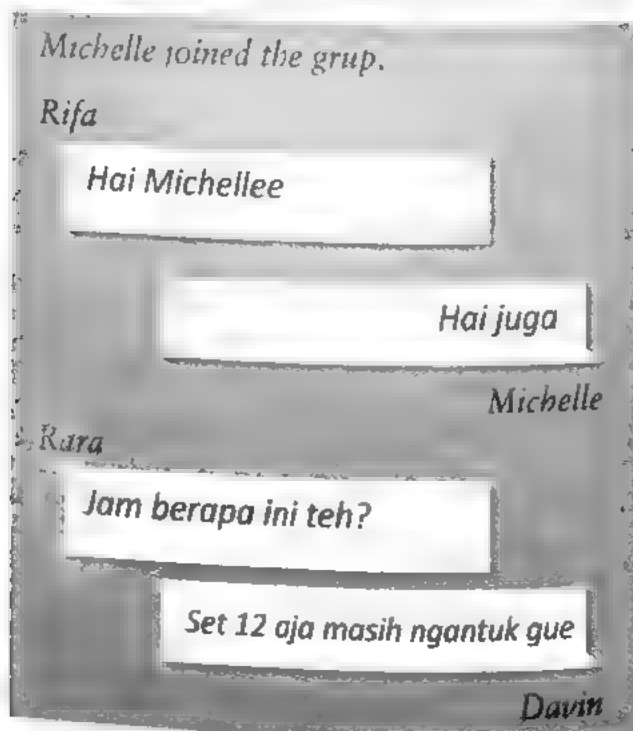 Michelle joined the grup.
Rifa
Hai Michellee
Hai juga
Michelle
Rara
Jam berapa ini teh?
Set 12 aja masih ngantuk gue
Davin